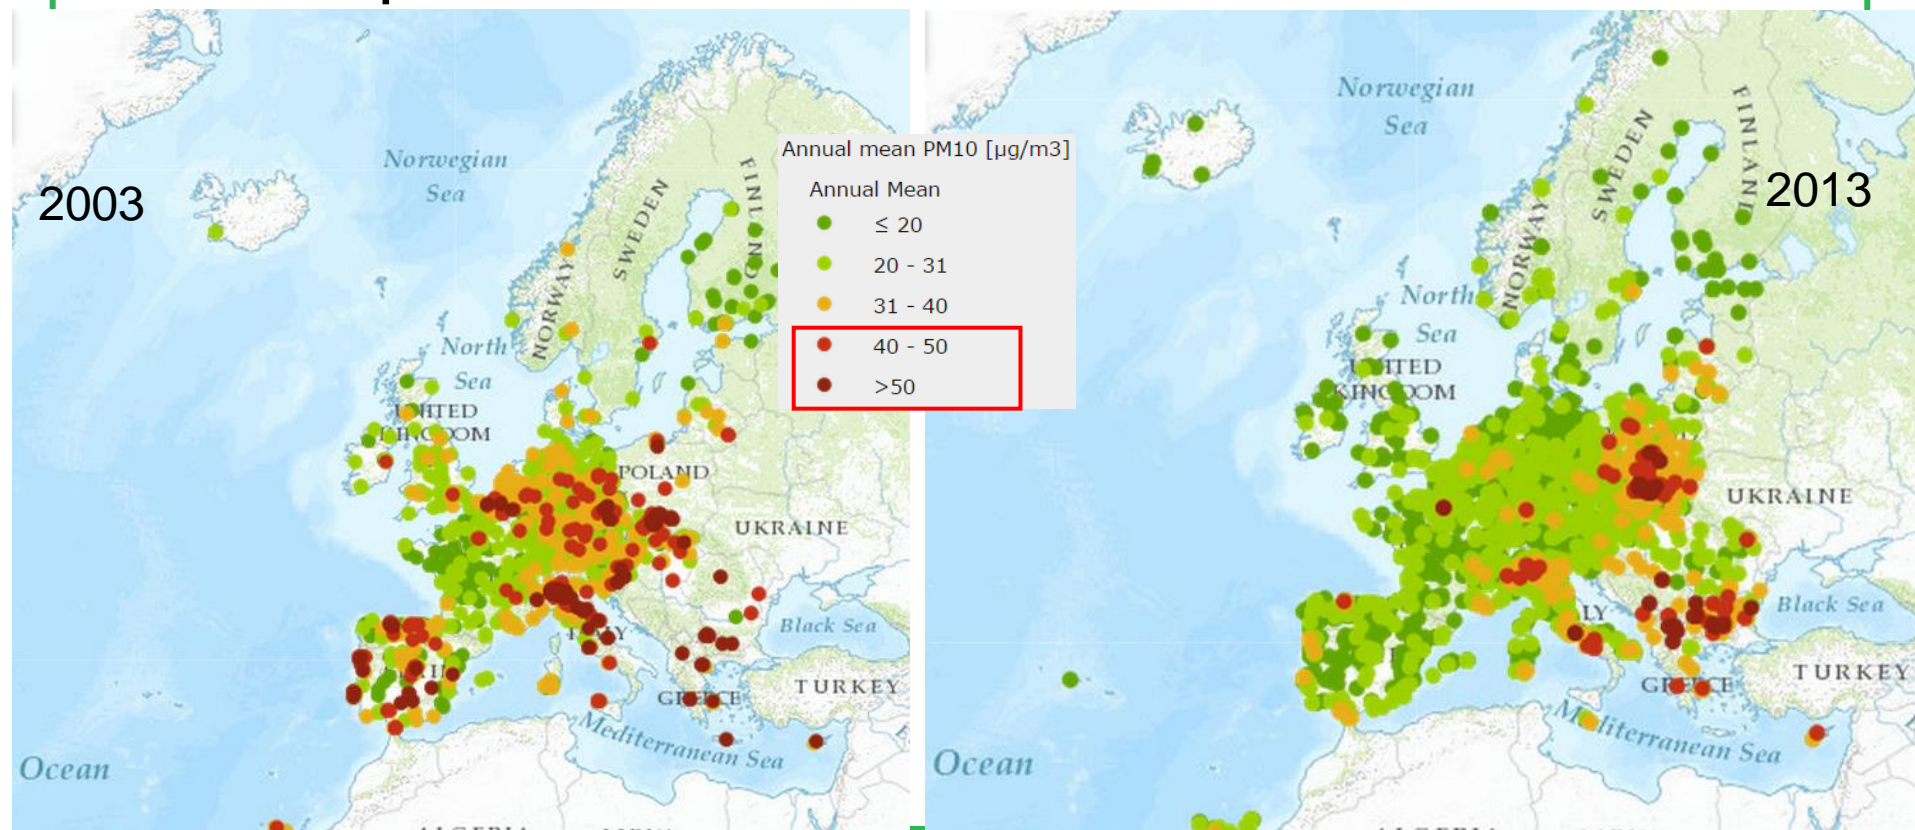 2003
Norwegian
Sea
SWEDEN
NORWAY
North
Sea
UNITED
KINGDOM
POLAND
UKRAINE
ITALY
Black Sea
GREECE
TURKEY
Mediterranean Sea
Ocean
Annual mean PM10 [µg/m3]
Annual Mean
≤ 20
20 - 31
31 - 40
40 - 50
>50
2013
Norwegian
Sea
FINLAND
SWEDEN
NORWAY
North
Sea
UNITED
KINGDOM
UKRAINE
LY
Black Sea
GREECE
TURKEY
Mediterranean Sea
Ocean